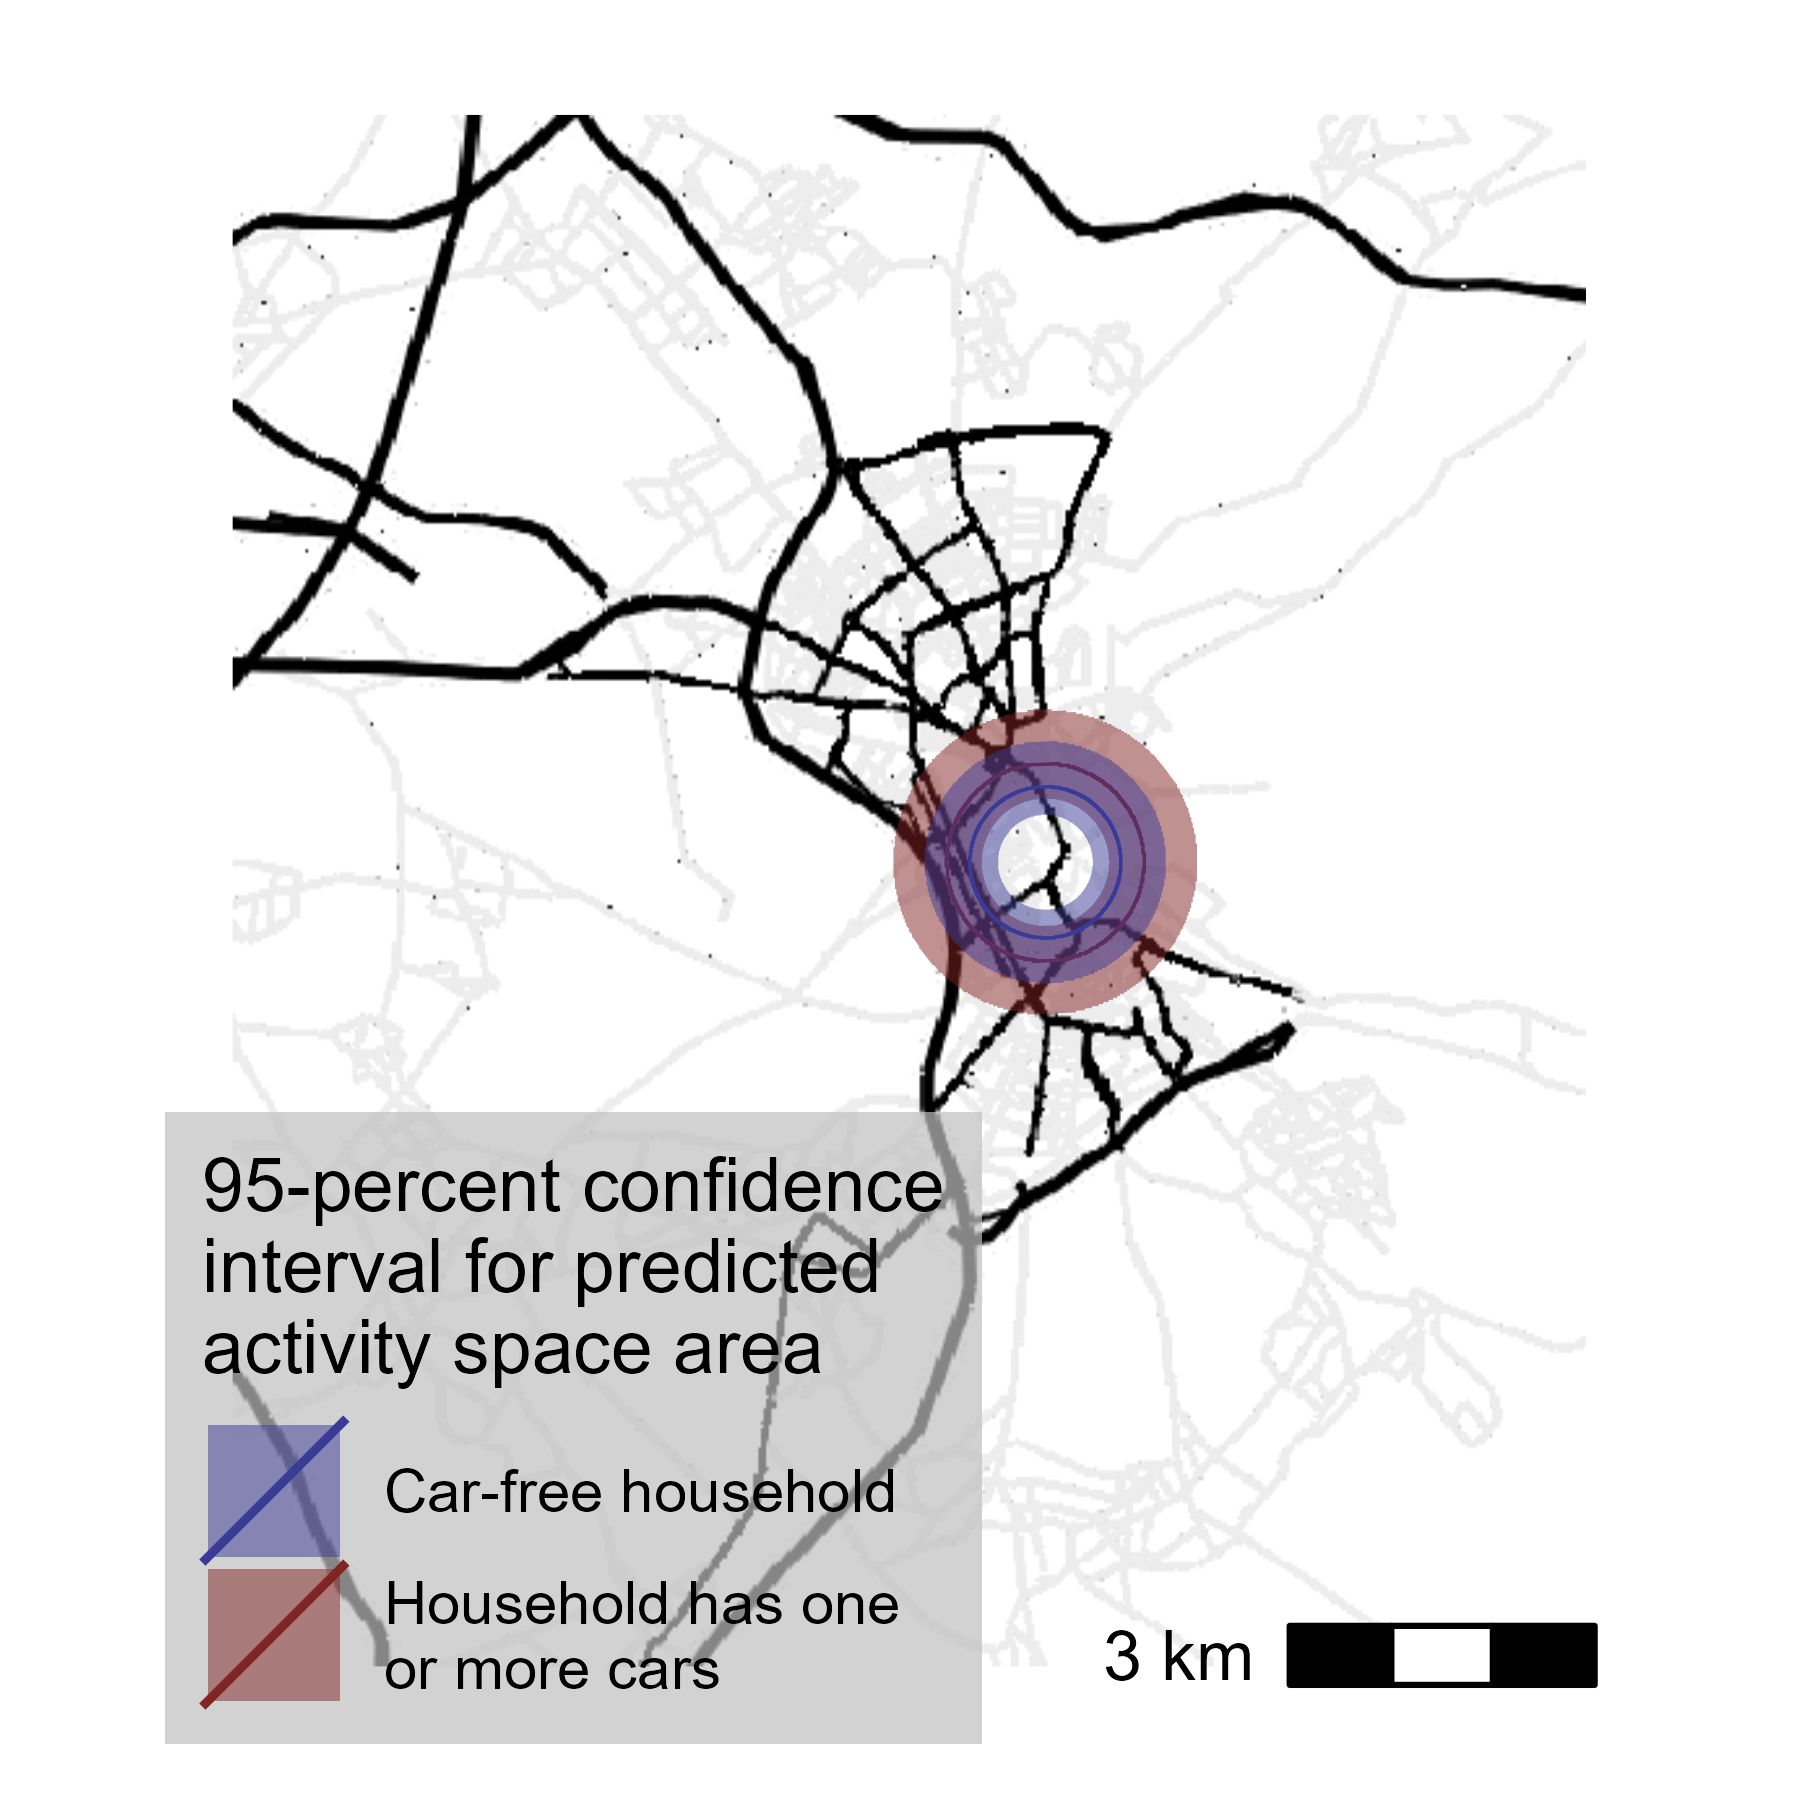 95-percent confidence
interval for predicted
activity space area
Car-free household
Household has one
or more cars
3 km